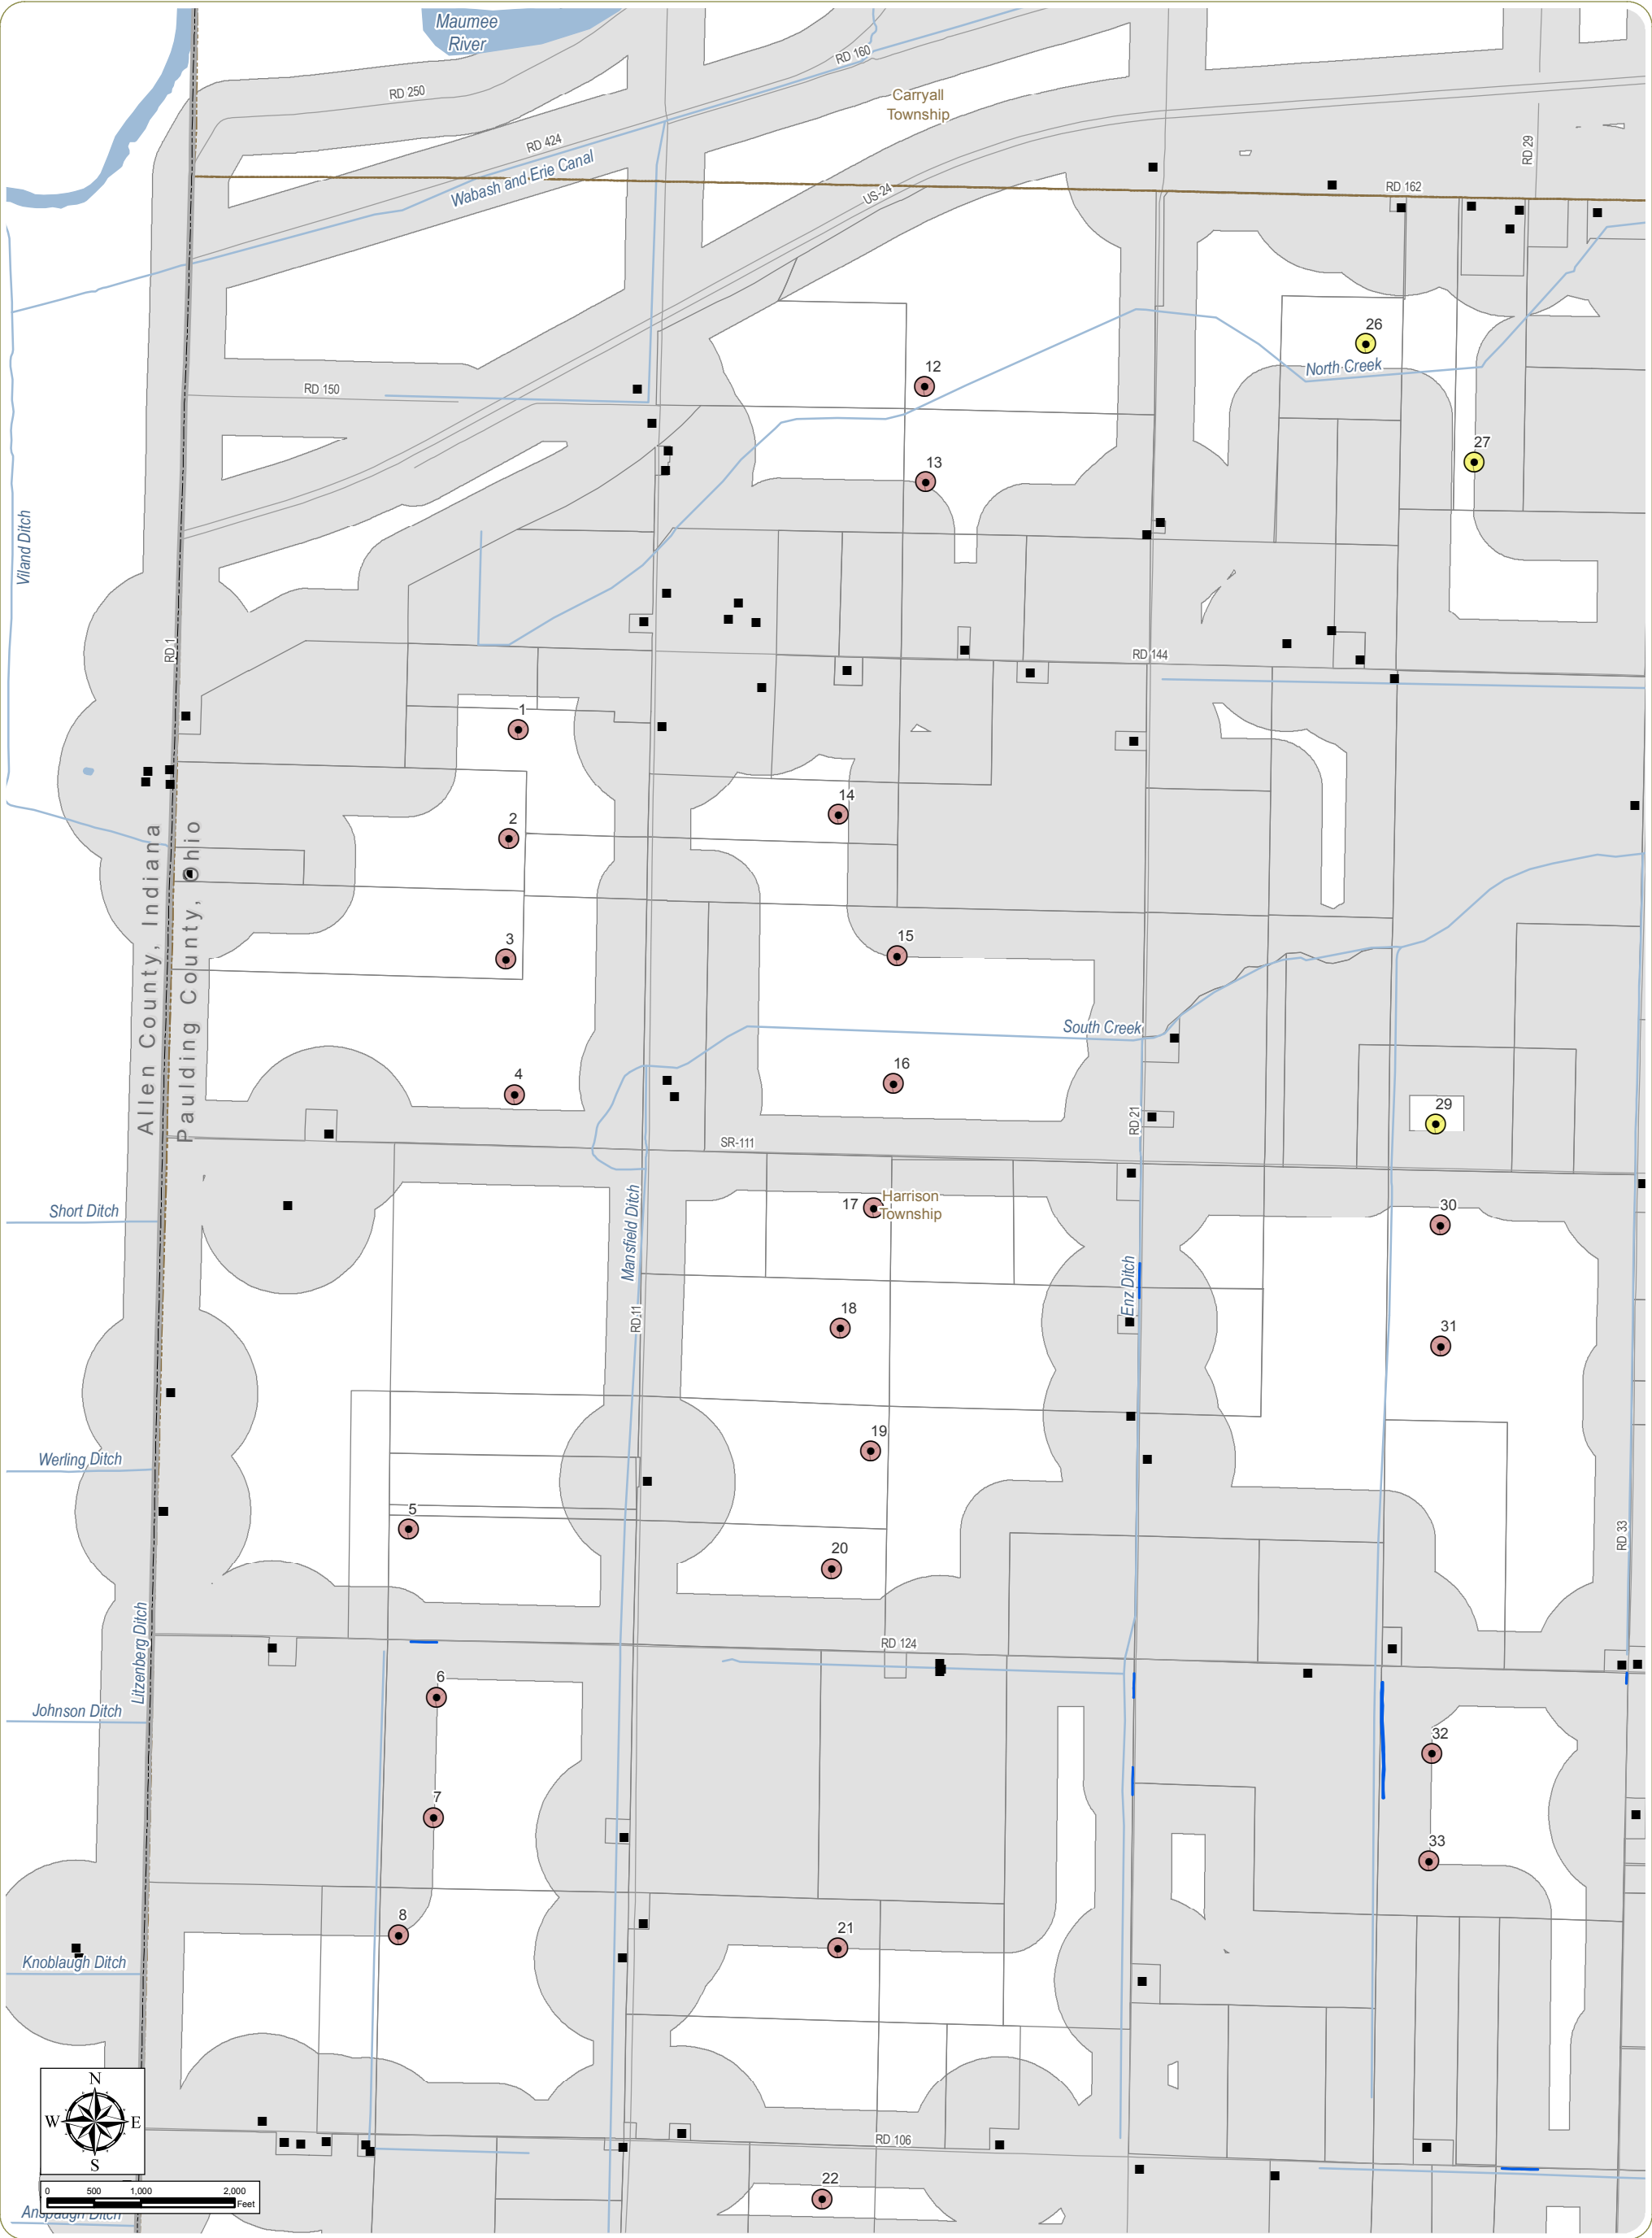 Maumee
River
RD 250
RD 160
Carryall
Township
RD 424
Wabash and Erie Canal
US-24
RD 29
RD 162
26
North Creek
12
RD 150
27
13
Viland Ditch
RD 1
RD 144
1
2
14
3
15
Allen County, Indiana
Paulding County, Ohio
South Creek
4
16
RD 21
29
SR-111
Short Ditch
Mansfield Ditch
17
Harrison
Township
30
Enz Ditch
RD 11
18
31
Werling Ditch
19
5
20
RD 33
Litzenberg Ditch
RD 124
6
Johnson Ditch
32
7
33
8
21
Knoblaugh Ditch
N
W E
S
RD 106
22
0 500 1,000 2,000
Feet
Anspaugh Ditch